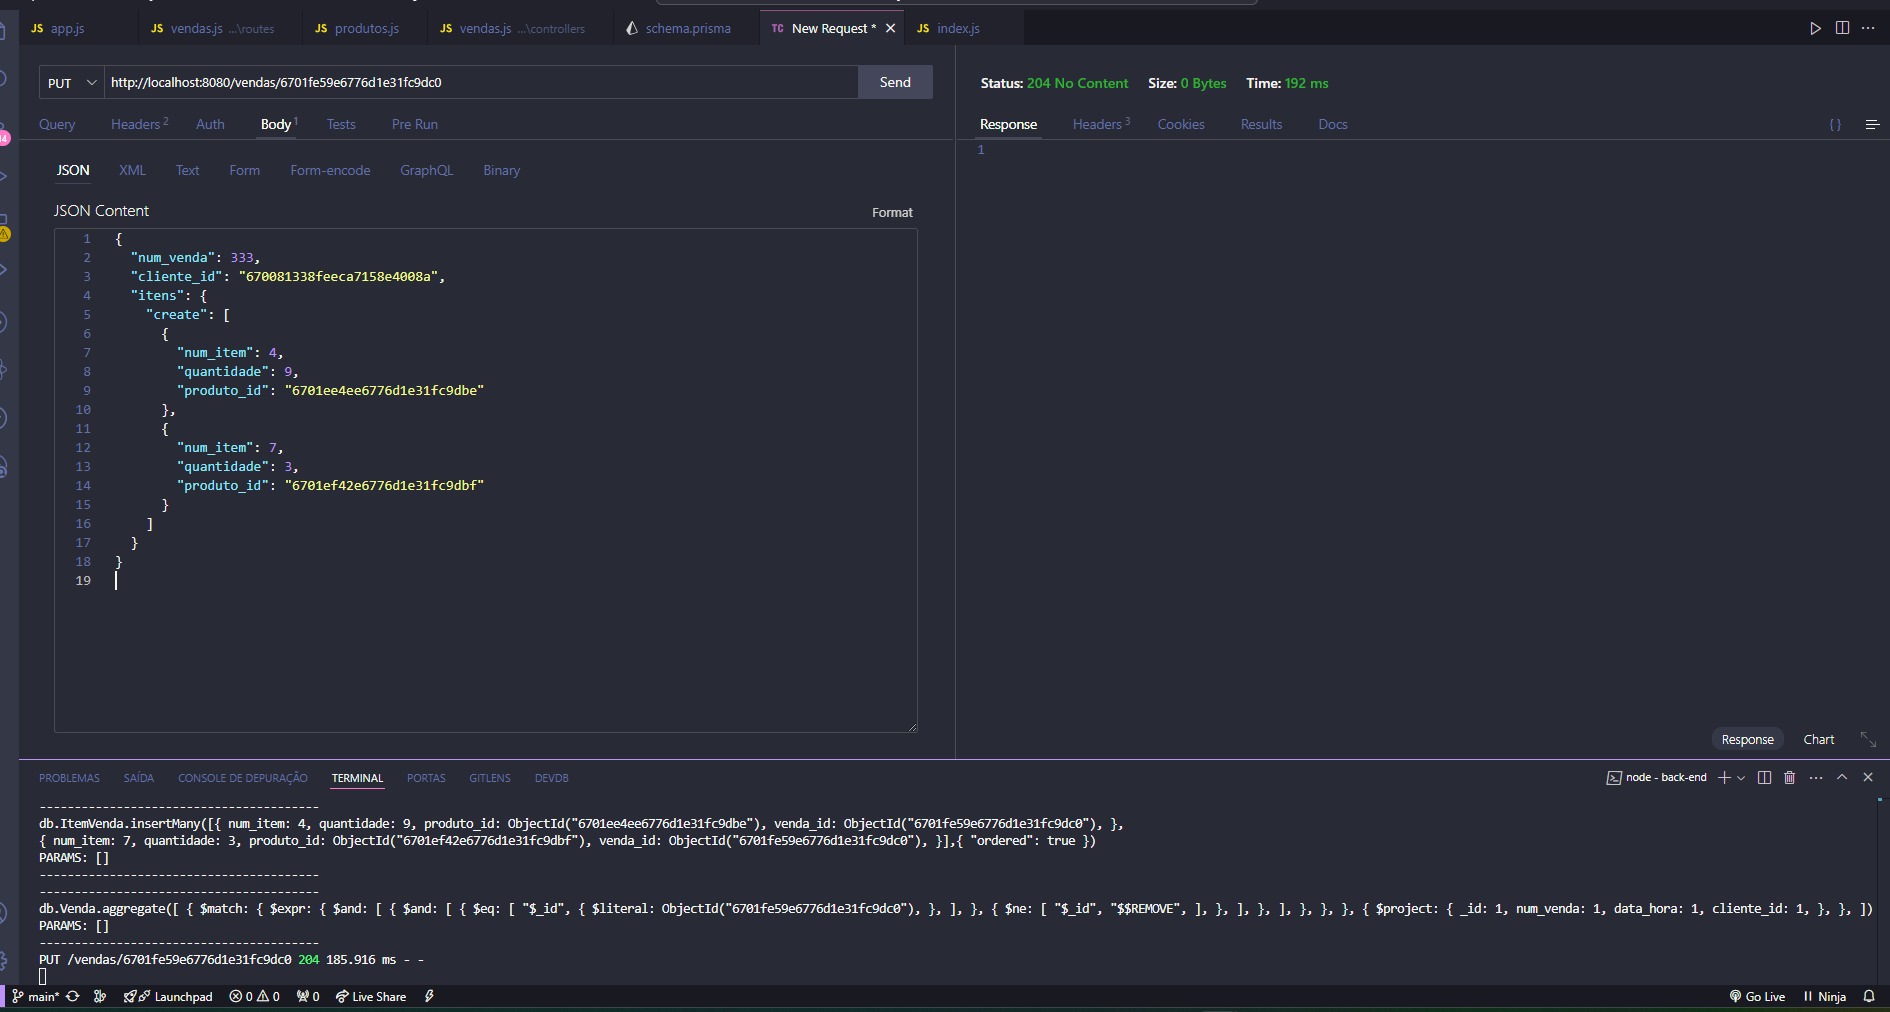 JS app.js
JS vendas.js ...\routes
JS produtos.js
JS vendas.js ...\controllers
schema.prisma
TC New Request *
JS index.js
PUT
http://localhost:8080/vendas/6701fe59e6776d1e31fc9dc0
Send
Status: 204 No Content Size: 0 Bytes Time: 192 ms
Query Headers 2 Auth Body 1 Tests Pre Run
Response Headers 3 Cookies Results Docs
{ }
JSON XML Text Form Form-encode GraphQL Binary
1
JSON Content
Format
1 {
2 "num_venda": 333,
3 "cliente_id": "670081338feeca7158e4008a",
4 "itens": {
5 "create": [
6 {
7 "num_item": 4,
8 "quantidade": 9,
9 "produto_id": "6701ee4ee6776d1e31fc9dbe"
10 },
11 {
12 "num_item": 7,
13 "quantidade": 3,
14 "produto_id": "6701ef42e6776d1e31fc9dbf"
15 }
16 ]
17 }
18 }
19
Response Chart
PROBLEMAS SAÍDA CONSOLE DE DEPURAÇÃO TERMINAL PORTAS GITLENS DEVDB
node - back-end
----------------------------------------
db.ItemVenda.insertMany([{ num_item: 4, quantidade: 9, produto_id: ObjectId("6701ee4ee6776d1e31fc9dbe"), venda_id: ObjectId("6701fe59e6776d1e31fc9dc0"), },
{ num_item: 7, quantidade: 3, produto_id: ObjectId("6701ef42e6776d1e31fc9dbf"), venda_id: ObjectId("6701fe59e6776d1e31fc9dc0"), }],{ "ordered": true })
PARAMS: []
----------------------------------------
----------------------------------------
db.Venda.aggregate([ { $match: { $expr: { $and: [ { $and: [ { $eq: [ "$_id", { $literal: ObjectId("6701fe59e6776d1e31fc9dc0"), }, ], }, { $ne: [ "$_id", "$$REMOVE", ], }, ], }, ], }, }, }, { $project: { _id: 1, num_venda: 1, data_hora: 1, cliente_id: 1, }, }, ])
PARAMS: []
----------------------------------------
PUT /vendas/6701fe59e6776d1e31fc9dc0 204 185.916 ms - -
main* Launchpad 0 0 0 Live Share
Go Live Ninja